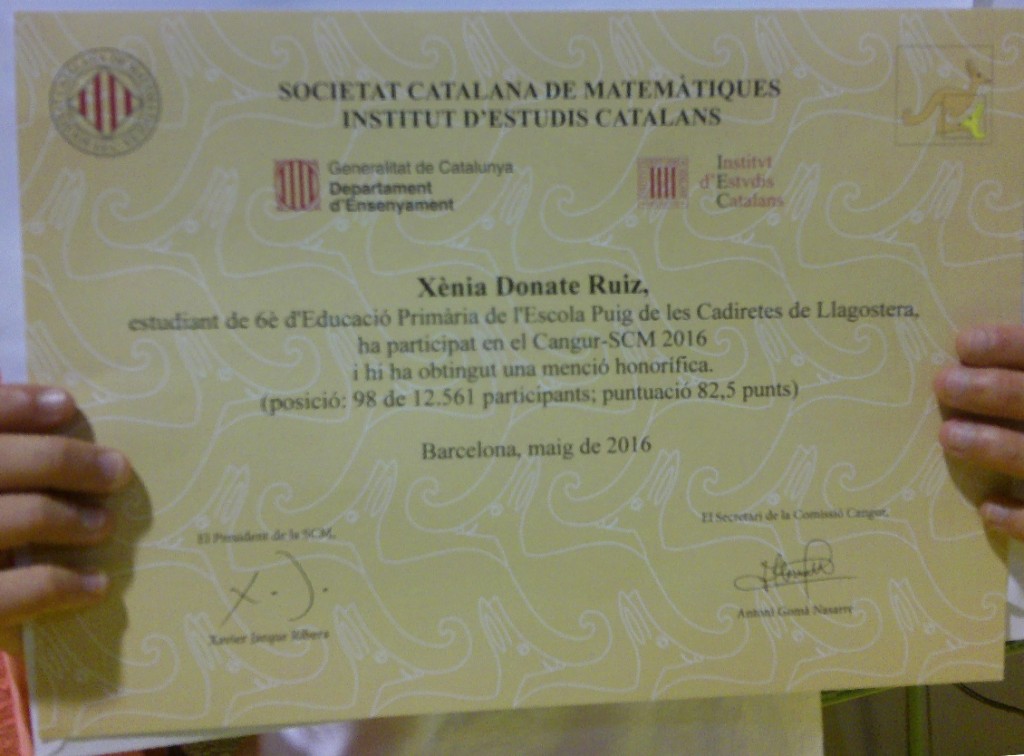 SOCIETAT CATALANA DE MATEMÀTIQUES
INSTITUT D'ESTUDIS CATALANS
Generalitat de Catalunya
Departament
d'Ensenyament
Institvt
d'Estvdis
Catalans
Xènia Donate Ruiz,
estudiant de 6è d'Educació Primària de l'Escola Puig de les Cadiretes de Llagostera,
ha participat en el Cangur-SCM 2016
i hi ha obtingut una menció honorífica.
(posició: 98 de 12.561 participants; puntuació 82,5 punts)
Barcelona, maig de 2016
El President de la SCM,
El Secretari de la Comissió Cangur,
Xavier Jarque Ribera
Antoni Gomà Nasarre